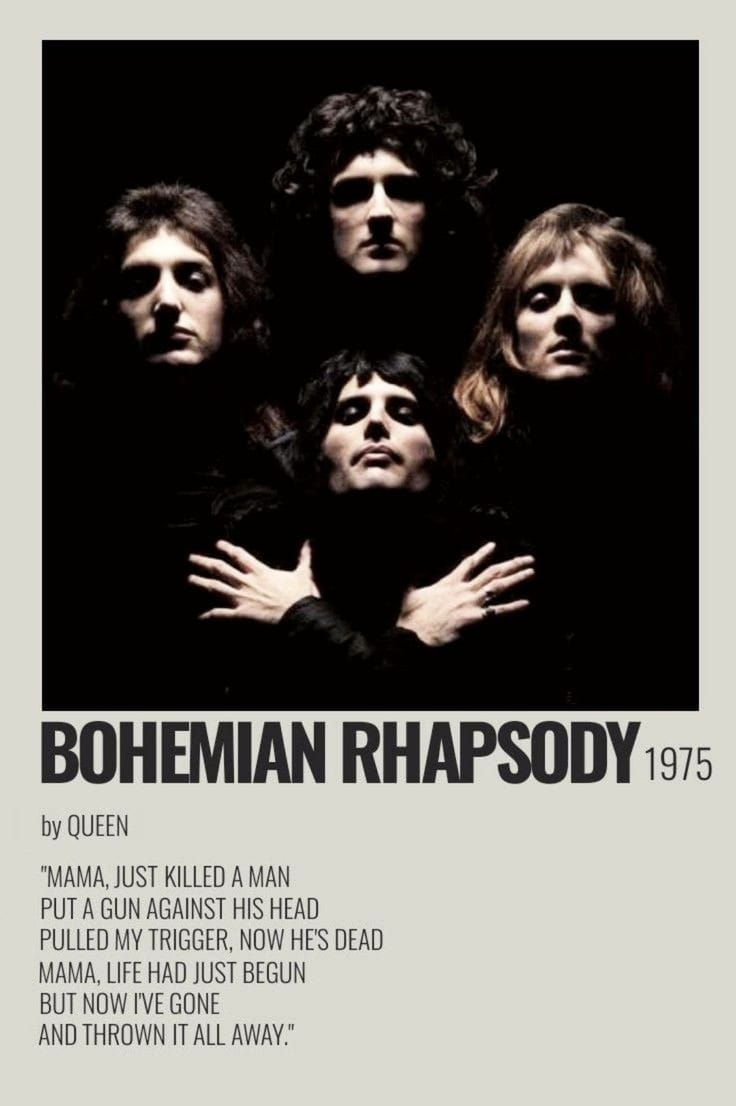 BOHEMIAN RHAPSODY 1975
by QUEEN
"MAMA, JUST KILLED A MAN
PUT A GUN AGAINST HIS HEAD
PULLED MY TRIGGER, NOW HE'S DEAD
MAMA, LIFE HAD JUST BEGUN
BUT NOW I'VE GONE
AND THROWN IT ALL AWAY."